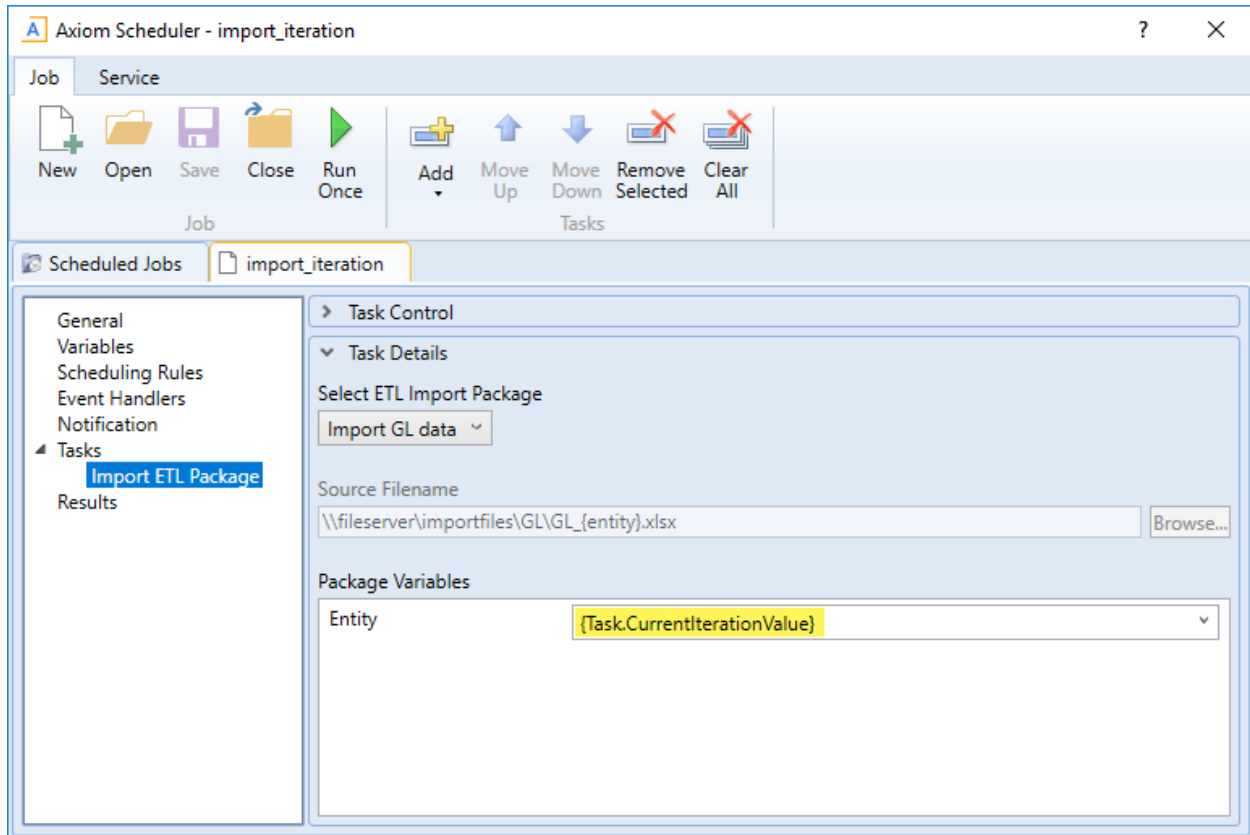 A Axiom Scheduler - import_iteration ? ✕
Job Service
New Open Save Close Run Once Add Move Up Move Down Remove Selected Clear All
Job Tasks
Scheduled Jobs import_iteration
General
Variables
Scheduling Rules
Event Handlers
Notification
Tasks
Import ETL Package
Results
Task Control
Task Details
Select ETL Import Package
Import GL data
Source Filename
\\fileserver\importfiles\GL\GL_{entity}.xlsx Browse...
Package Variables
Entity {Task.CurrentIterationValue}